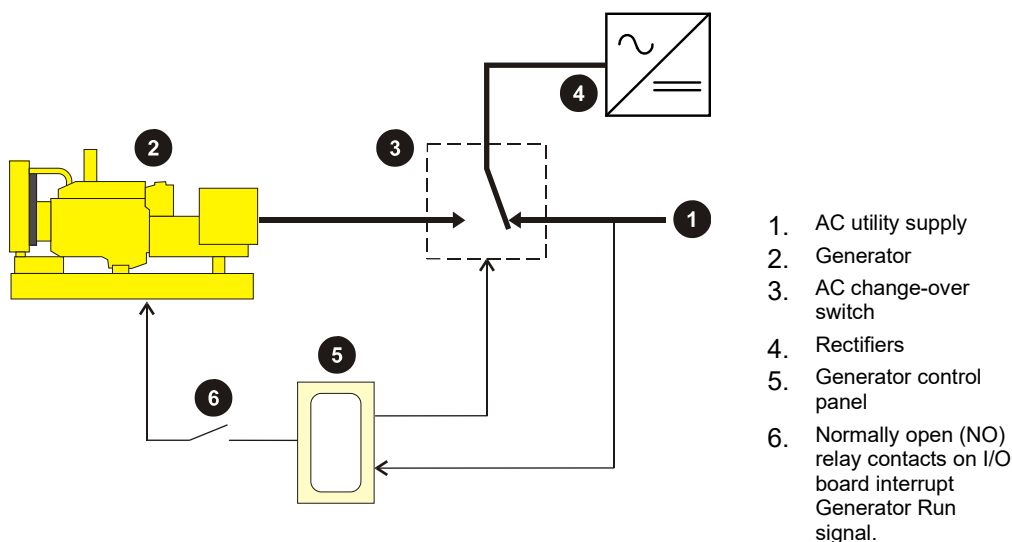 4
2
3
1
5
6
1. AC utility supply
2. Generator
3. AC change-over
switch
4. Rectifiers
5. Generator control
panel
6. Normally open (NO)
relay contacts on I/O
board interrupt
Generator Run
signal.